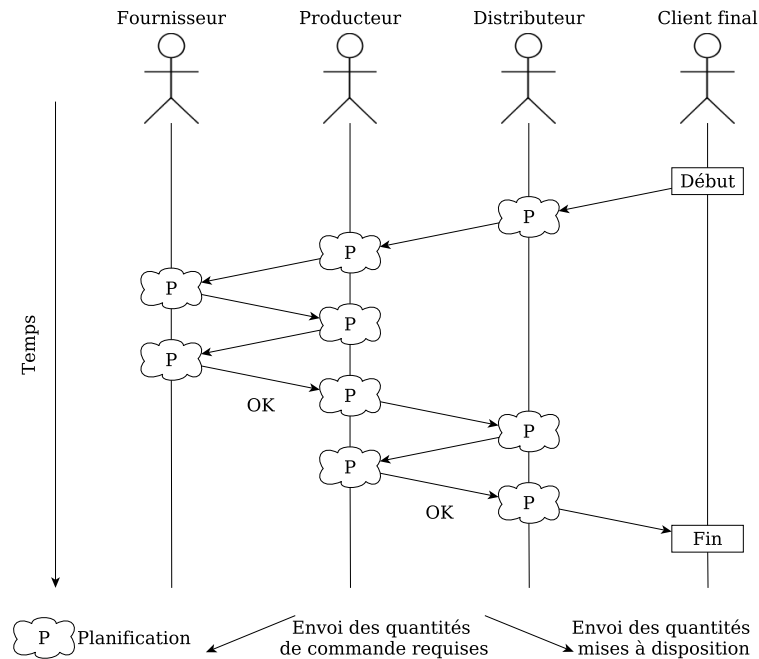 Fournisseur
Producteur
Distributeur
Client final
Début
P
P
P
P
P
P
P
P
P
Temps
OK
OK
Fin
P
Planification
Envoi des quantités
de commande requises
Envoi des quantités
mises à disposition